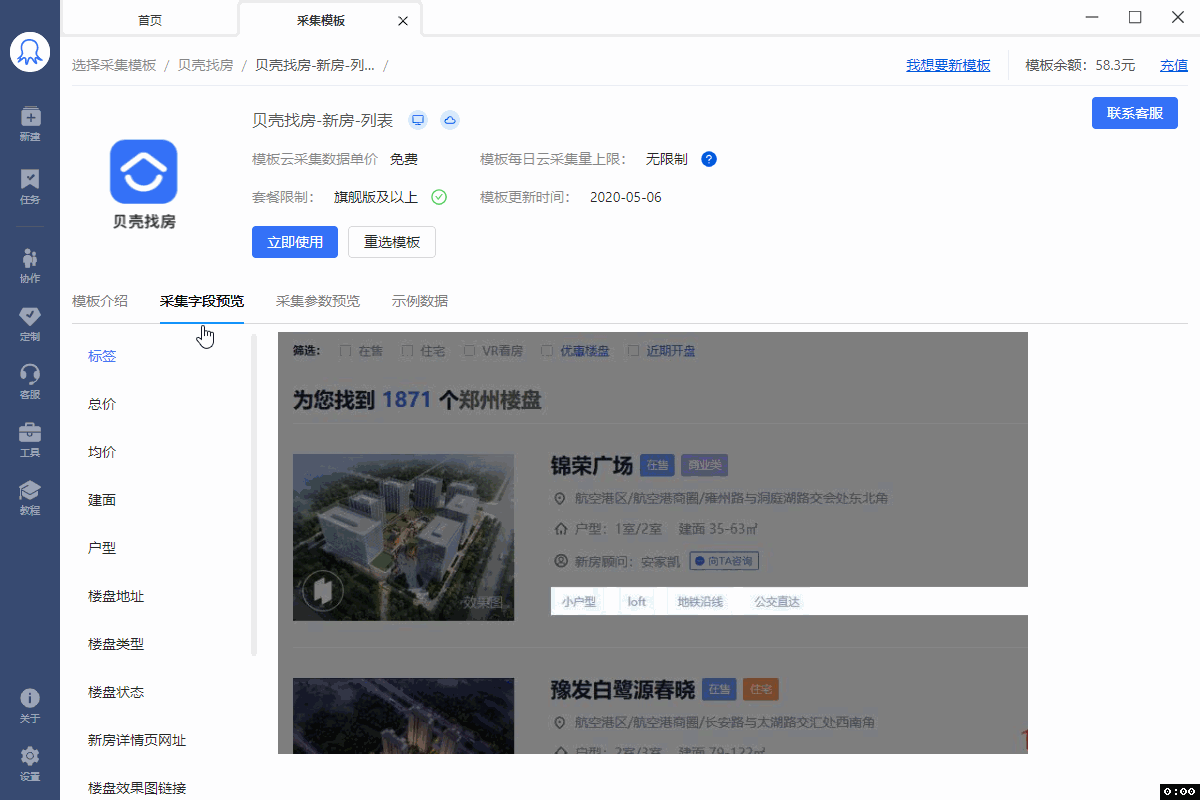 首页
采集模板
选择采集模板 / 贝壳找房 / 贝壳找房-新房-列... /
我想要新模板
模板余额：58.3元
充值
新建
任务
协作
定制
客服
工具
教程
关于
设置
贝壳找房
贝壳找房-新房-列表
联系客服
模板云采集数据单价 免费
模板每日云采集量上限： 无限制 ?
套餐限制： 旗舰版及以上
模板更新时间： 2020-05-06
立即使用
重选模板
模板介绍
采集字段预览
采集参数预览
示例数据
标签
总价
均价
建面
户型
楼盘地址
楼盘类型
楼盘状态
新房详情页网址
楼盘效果图链接
筛选： 在售 住宅 VR看房 优惠楼盘 近期开盘
为您找到 1871 个郑州楼盘
效果图
锦荣广场 在售 商业类
航空港区/航空港商圈/雍州路与洞庭湖路交会处东北角
户型：1室/2室 建面 35-63㎡
新房顾问：安家凯 向TA咨询
小户型 loft 地铁沿线 公交直达
豫发白鹭源春晓 在售 住宅
航空港区/航空港商圈/长安路与太湖路交汇处西南角
户型：2室/3室 建面 79-122㎡
0:00